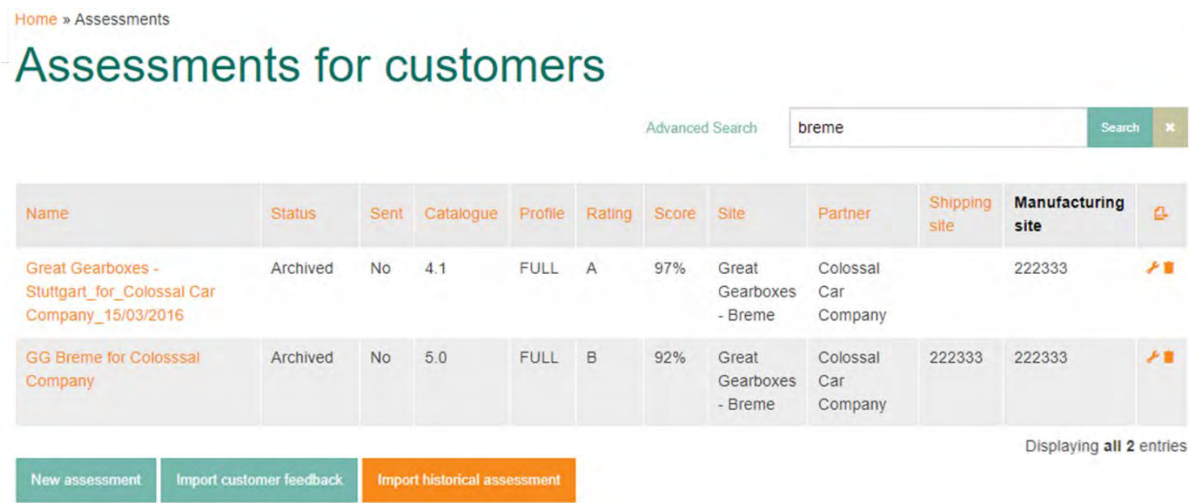 Home » Assessments
Assessments for customers
Advanced Search breme Search
Name Status Sent Catalogue Profile Rating Score Site Partner Shipping site Manufacturing site
Great Gearboxes - Stuttgart_for_Colossal Car Company_15/03/2016 Archived No 4.1 FULL A 97% Great Gearboxes - Breme Colossal Car Company 222333
GG Breme for Colosssal Company Archived No 5.0 FULL B 92% Great Gearboxes - Breme Colossal Car Company 222333 222333
Displaying all 2 entries
New assessment Import customer feedback Import historical assessment